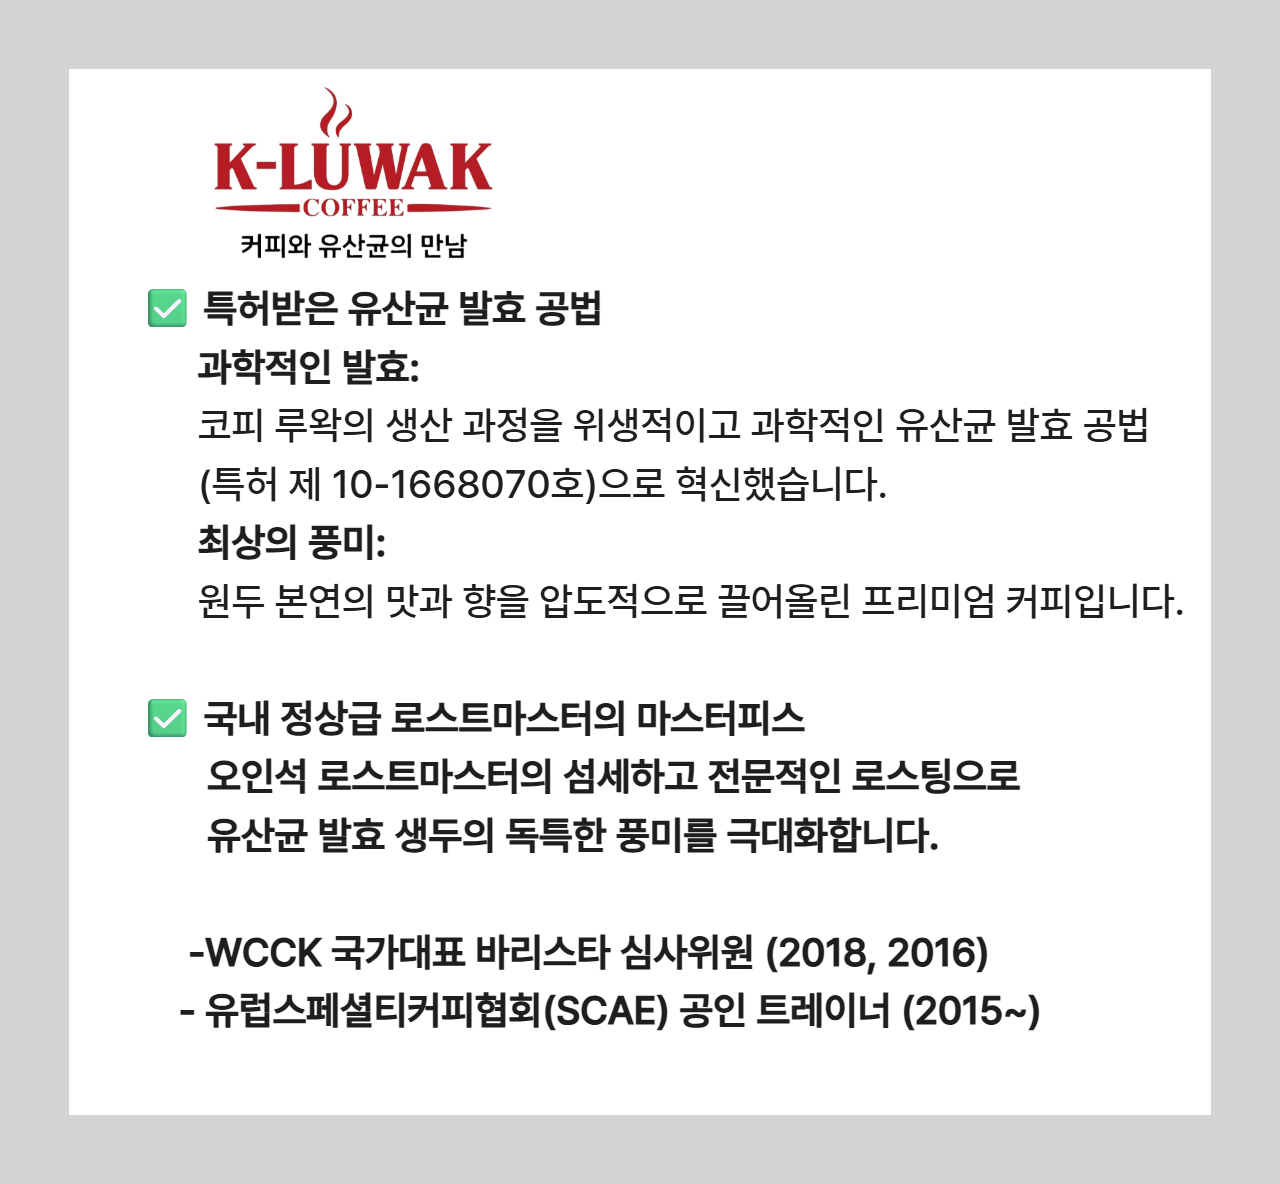 K-LUWAK
COFFEE
커피와 유산균의 만남
✅ 특허받은 유산균 발효 공법
과학적인 발효:
코피 루왁의 생산 과정을 위생적이고 과학적인 유산균 발효 공법
(특허 제 10-1668070호)으로 혁신했습니다.
최상의 풍미:
원두 본연의 맛과 향을 압도적으로 끌어올린 프리미엄 커피입니다.
✅ 국내 정상급 로스트마스터의 마스터피스
오인석 로스트마스터의 섬세하고 전문적인 로스팅으로
유산균 발효 생두의 독특한 풍미를 극대화합니다.
-WCCK 국가대표 바리스타 심사위원 (2018, 2016)
- 유럽스페셜티커피협회(SCAE) 공인 트레이너 (2015~)